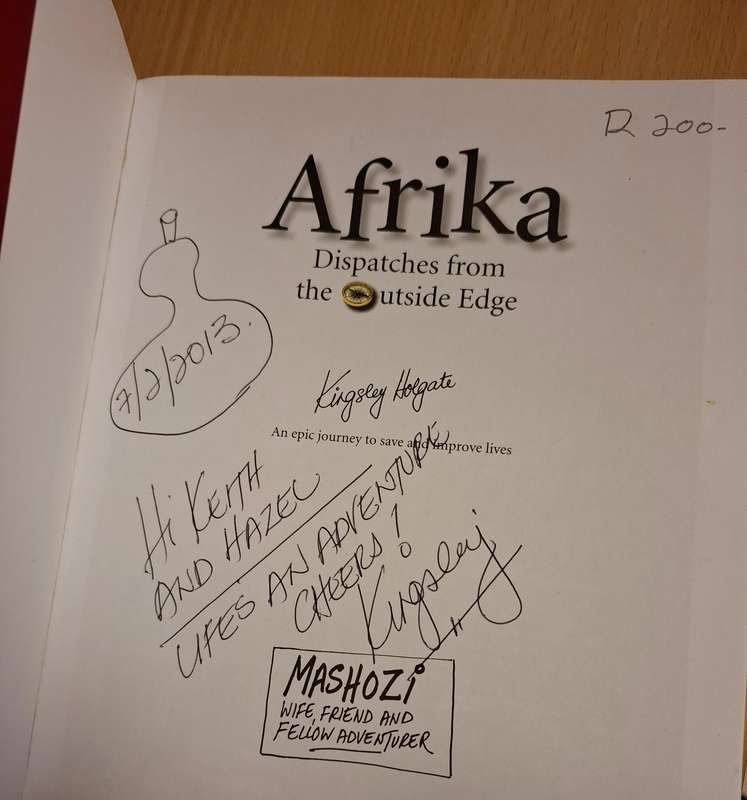 R 200-
Afrika
Dispatches from
the Outside Edge
7/2/2013.
Kingsley Holgate
An epic journey to save and improve lives
Hi KEITH
AND HAZEL
LIFES AN ADVENTURE
CHEERS!
Kingsley
MASHOZi
WIFE, FRIEND AND
FELLOW ADVENTURER